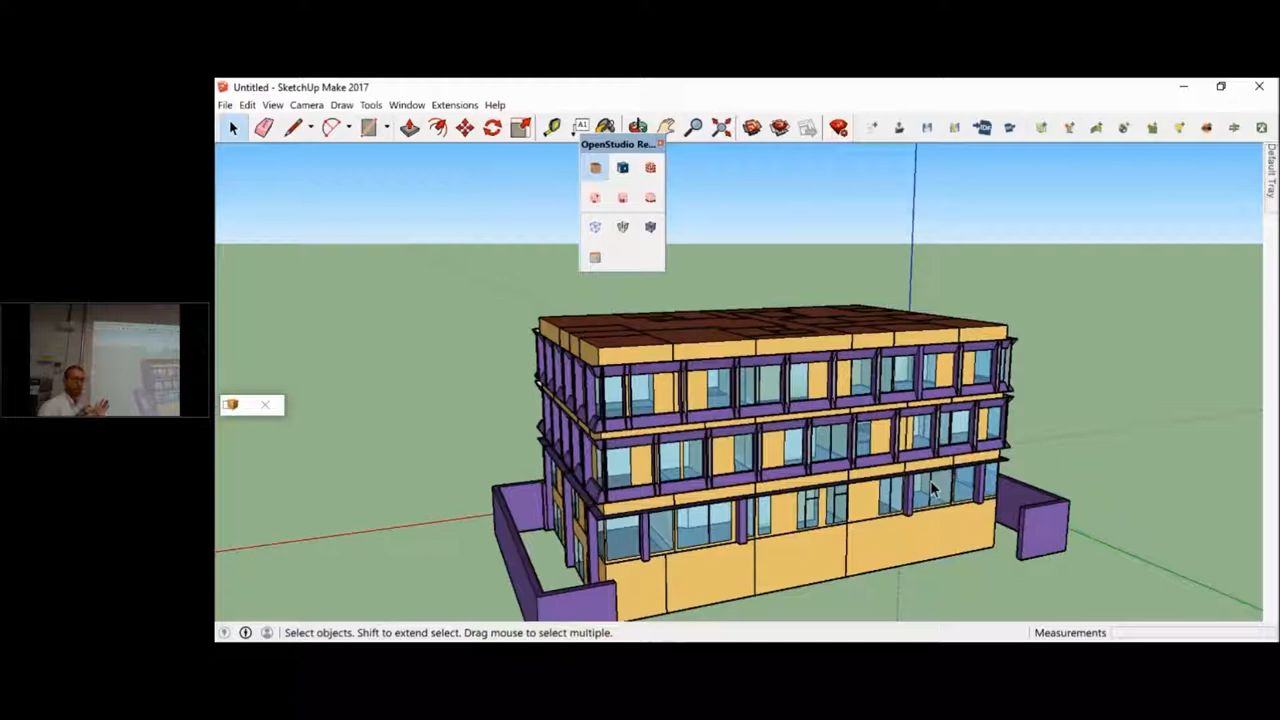 Untitled - SketchUp Make 2017
File Edit View Camera Draw Tools Window Extensions Help
A1
OpenStudio Re...
Default Tray
Select objects. Shift to extend select. Drag mouse to select multiple.
Measurements